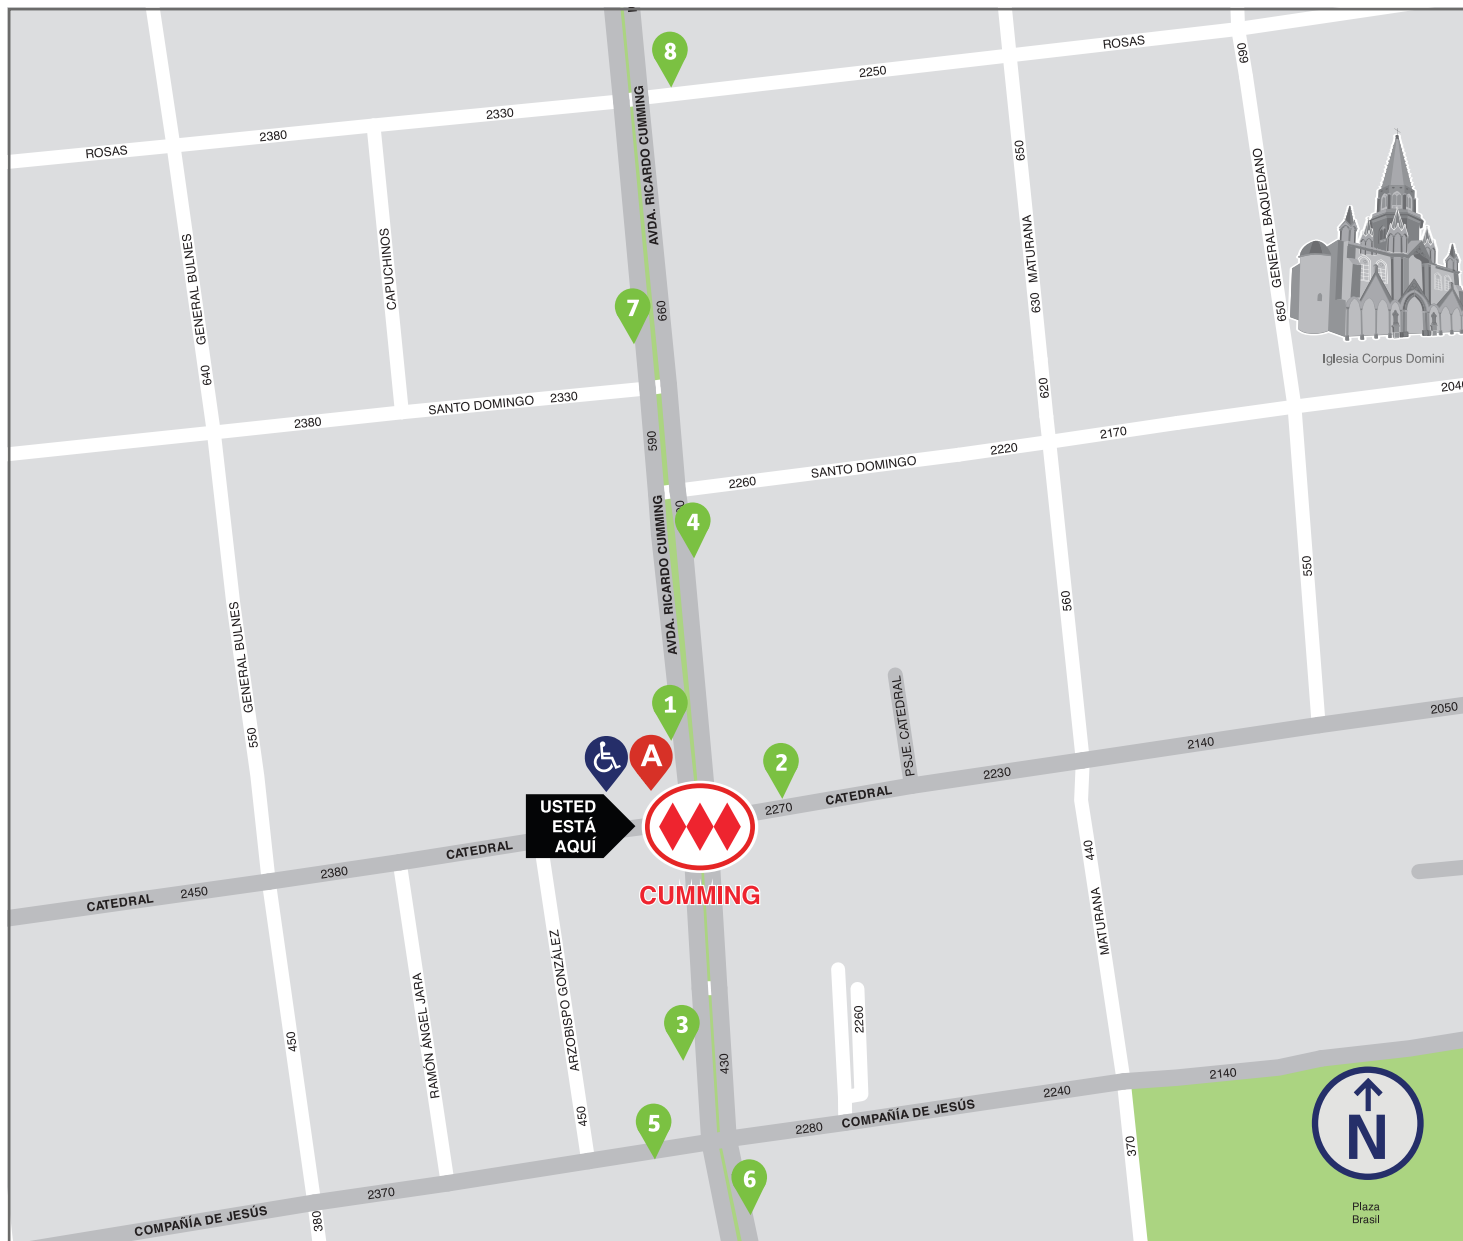 8
ROSAS
690
2250
2330
2380
ROSAS
AVDA. RICARDO CUMMING
650
GENERAL BAQUEDANO
GENERAL BULNES
CAPUCHINOS
MATURANA
7
660
630
650
Iglesia Corpus Domini
640
620
2040
SANTO DOMINGO
2330
2380
590
2170
2220
SANTO DOMINGO
2260
4
AVDA. RICARDO CUMMING
550
560
GENERAL BULNES
1
PSJE. CATEDRAL
2050
550
2140
A
2
2230
CATEDRAL
2270
USTED
ESTÁ
AQUÍ
CATEDRAL
440
2380
2450
CATEDRAL
CUMMING
MATURANA
ARZOBISPO GONZÁLEZ
RAMÓN ÁNGEL JARA
3
2260
450
430
2140
2240
COMPAÑÍA DE JESÚS
2280
450
5
370
N
6
2370
COMPAÑÍA DE JESÚS
380
Plaza
Brasil